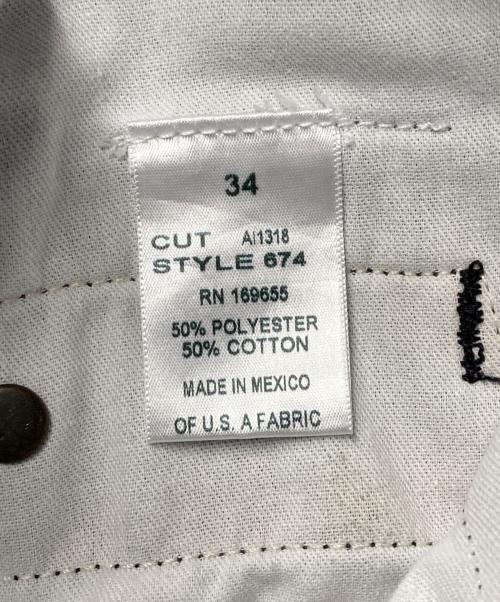 34
CUT AI1318
STYLE 674
RN 169655
50% POLYESTER
50% COTTON
MADE IN MEXICO
OF U.S. A FABRIC